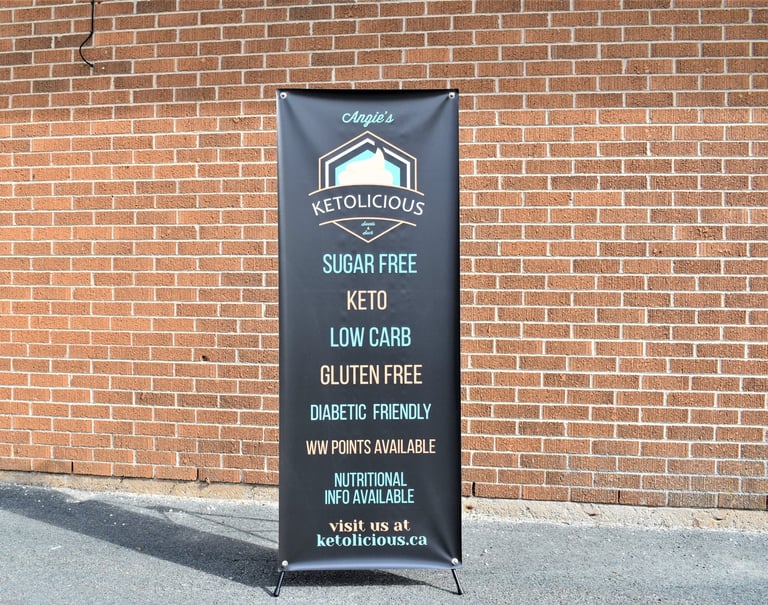 Angie's
KETOLICIOUS
SUGAR FREE
KETO
LOW CARB
GLUTEN FREE
DIABETIC FRIENDLY
WW POINTS AVAILABLE
NUTRITIONAL
INFO AVAILABLE
visit us at
ketolicious.ca